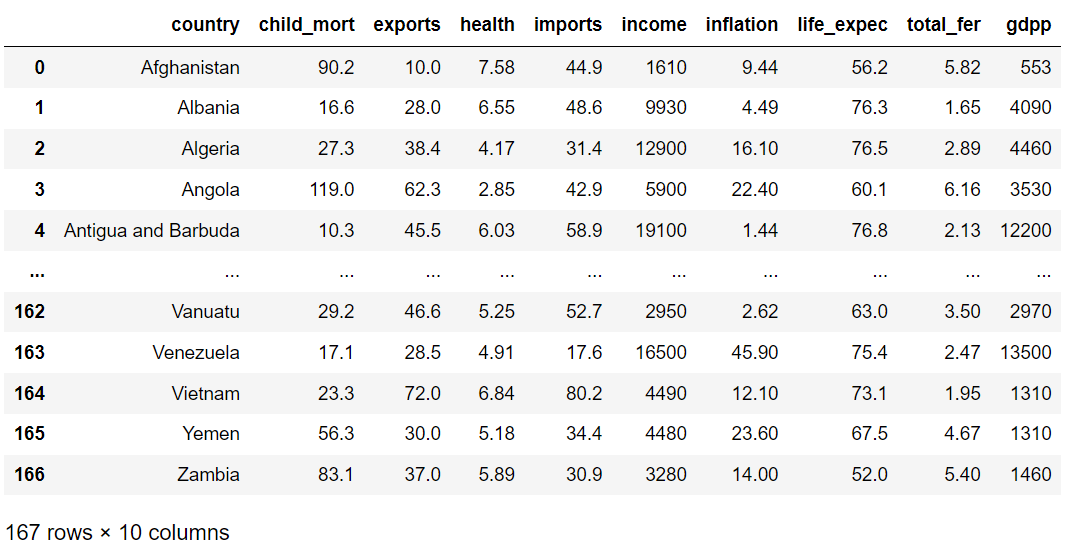 country child_mort exports health imports income inflation life_expec total_fer gdpp
0 Afghanistan 90.2 10.0 7.58 44.9 1610 9.44 56.2 5.82 553
1 Albania 16.6 28.0 6.55 48.6 9930 4.49 76.3 1.65 4090
2 Algeria 27.3 38.4 4.17 31.4 12900 16.10 76.5 2.89 4460
3 Angola 119.0 62.3 2.85 42.9 5900 22.40 60.1 6.16 3530
4 Antigua and Barbuda 10.3 45.5 6.03 58.9 19100 1.44 76.8 2.13 12200
... ... ... ... ... ... ... ... ... ... ...
162 Vanuatu 29.2 46.6 5.25 52.7 2950 2.62 63.0 3.50 2970
163 Venezuela 17.1 28.5 4.91 17.6 16500 45.90 75.4 2.47 13500
164 Vietnam 23.3 72.0 6.84 80.2 4490 12.10 73.1 1.95 1310
165 Yemen 56.3 30.0 5.18 34.4 4480 23.60 67.5 4.67 1310
166 Zambia 83.1 37.0 5.89 30.9 3280 14.00 52.0 5.40 1460
167 rows × 10 columns